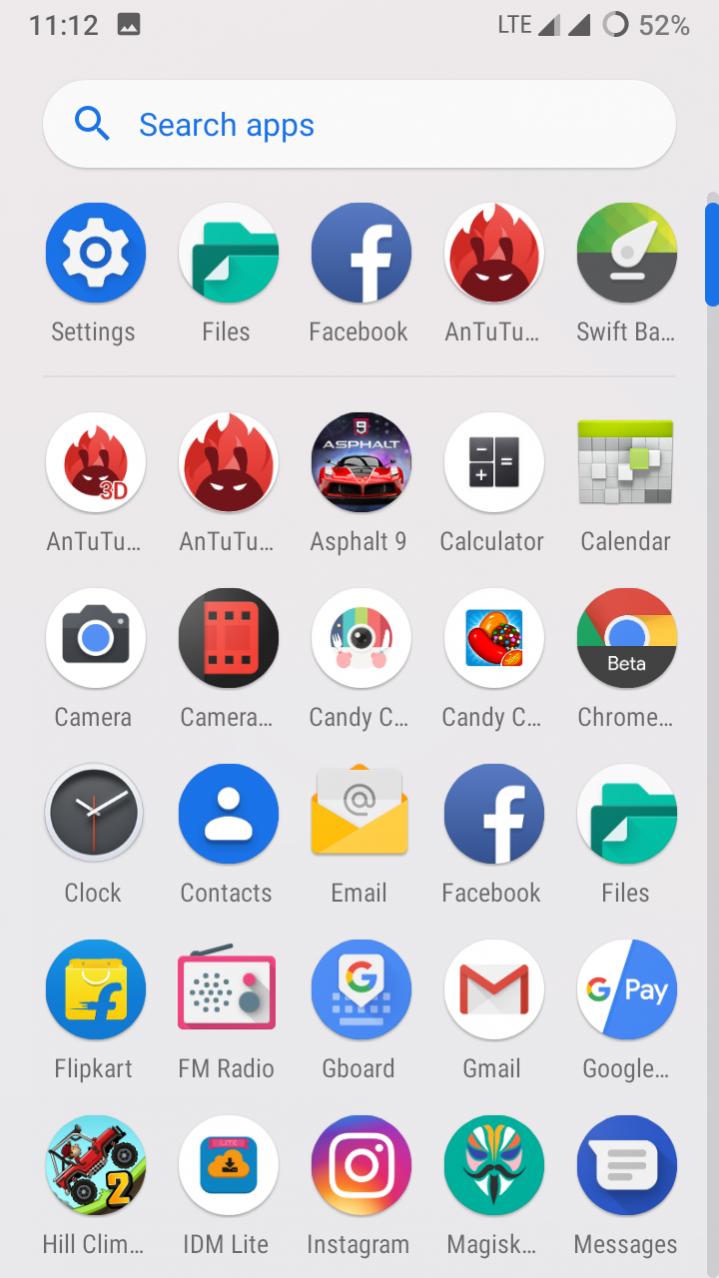 11:12 LTE 52%
Search apps
Settings Files Facebook AnTuTu... Swift Ba...
3D 9 ASPHALT
AnTuTu... AnTuTu... Asphalt 9 Calculator Calendar
Beta
Camera Camera... Candy C... Candy C... Chrome...
@
Clock Contacts Email Facebook Files
G G Pay
Flipkart FM Radio Gboard Gmail Google...
2 LITE
Hill Clim... IDM Lite Instagram Magisk... Messages